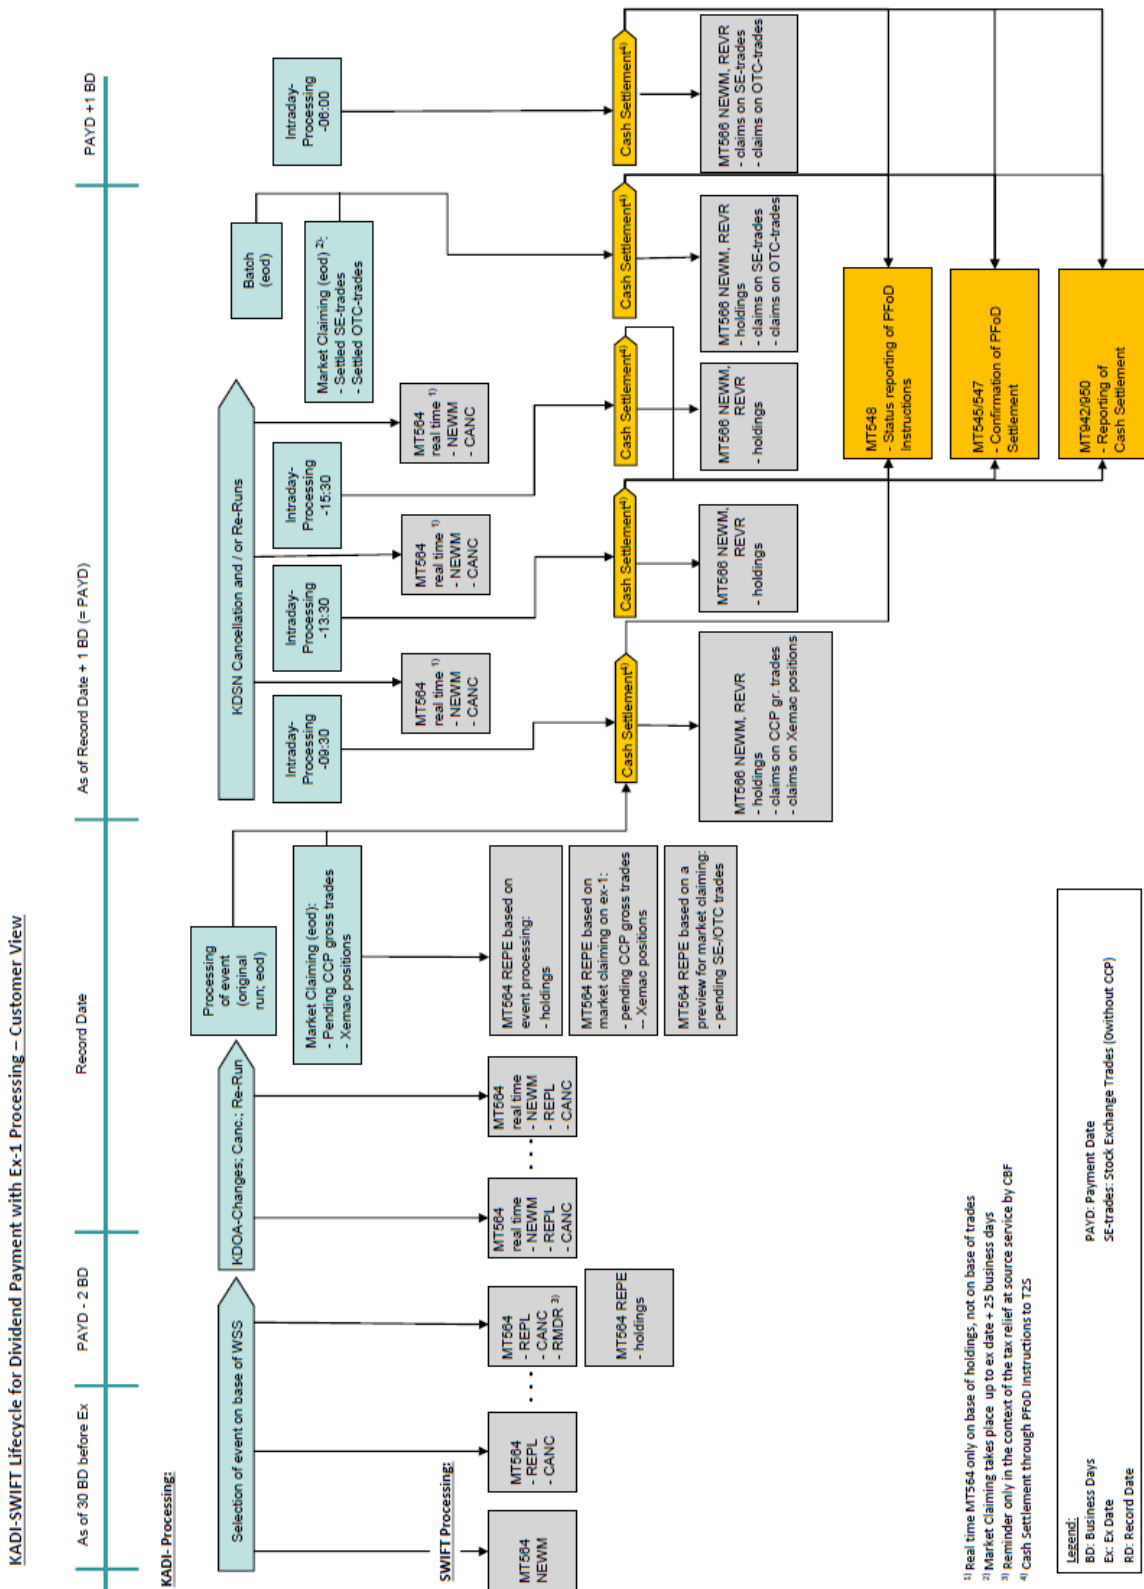 KADI-SWIFT Lifecycle for Dividend Payment with Ex-1 Processing – Customer View
As of 30 BD before Ex
PAYD - 2 BD
Record Date
As of Record Date + 1 BD (= PAYD)
PAYD +1 BD
KADI- Processing:
Selection of event on base of WSS
KDOA-Changes; Canc.; Re-Run
Processing
of event
(original
run; eod)
Market Claiming (eod):
- Pending CCP gross trades
- Xemac positions
KDSN Cancellation and / or Re-Runs
Intraday-
Processing
-09:30
Intraday-
Processing
-13:30
Intraday-
Processing
-15:30
Batch
(eod)
Market Claiming (eod) 2):
- Settled SE-trades
- Settled OTC-trades
Intraday-
Processing
-06:00
MT564
real time 1)
- NEWM
- CANC
MT564
real time 1)
- NEWM
- CANC
MT564
real time 1)
- NEWM
- CANC
SWIFT Processing:
MT564
NEWM
MT564
- REPL
- CANC
. . .
MT564
- REPL
- CANC
- RMDR 3)
MT564 REPE
- holdings
MT564
real time
- NEWM
- REPL
- CANC
. . .
MT564
real time
- NEWM
- REPL
- CANC
MT564 REPE based on
event processing:
- holdings
MT564 REPE based on
market claiming on ex-1:
- pending CCP gross trades
-- Xemac positions
MT564 REPE based on a
preview for market claiming:
- pending SE-/OTC trades
Cash Settlement4)
Cash Settlement4)
Cash Settlement4)
Cash Settlement4)
Cash Settlement4)
MT566 NEWM, REVR
- holdings
- claims on CCP gr. trades
- claims on Xemac positions
MT566 NEWM,
REVR
- holdings
MT566 NEWM,
REVR
- holdings
MT566 NEWM, REVR
- holdings
- claims on SE-trades
- claims on OTC-trades
MT566 NEWM, REVR
- claims on SE-trades
- claims on OTC-trades
MT548
- Status reporting of PFoD
Instructions
MT545/547
- Confirmation of PFoD
Settlement
MT942/950
- Reporting of
Cash Settlement
1) Real time MT564 only on base of holdings, not on base of trades
2) Market Claiming takes place up to ex date + 25 business days
3) Reminder only in the context of the tax relief at source service by CBF
4) Cash Settlement through PFoD Instructions to T2S
Legend:
BD: Business Days
PAYD: Payment Date
Ex: Ex Date
SE-trades: Stock Exchange Trades (0without CCP)
RD: Record Date